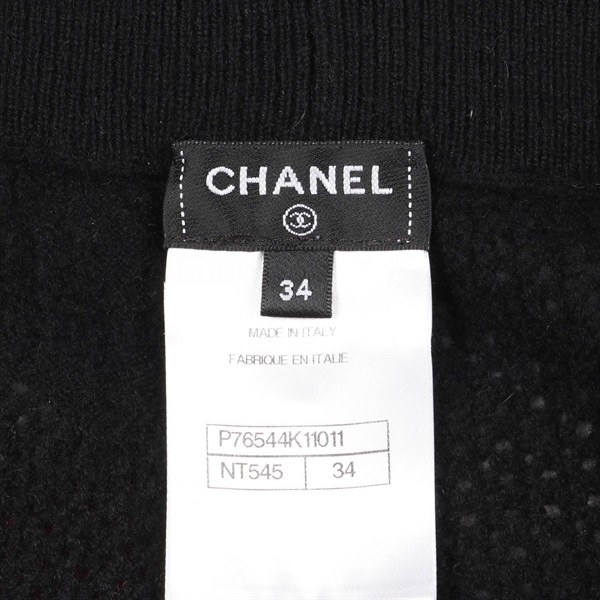 CHANEL
34
MADE IN ITALY
FABRIQUE EN ITALIE
P76544K11011
NT545 34